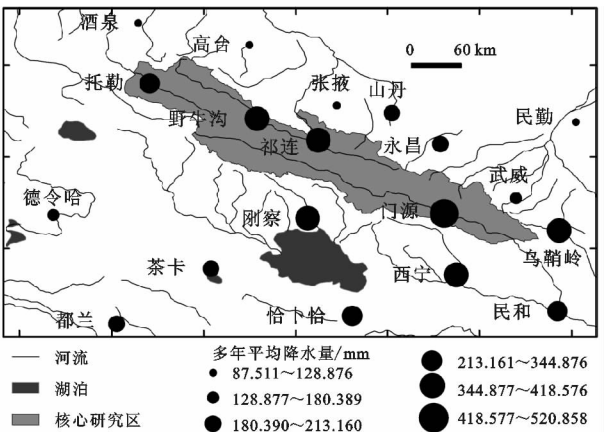 酒泉
高台
0 60 km
托勒
张掖
山丹
野牛沟
民勤
祁连
永昌
武威
德令哈
刚察
门源
乌鞘岭
茶卡
西宁
都兰
恰卜恰
民和
河流
湖泊
核心研究区
多年平均降水量/mm
87.511～128.876
128.877～180.389
180.390～213.160
213.161～344.876
344.877～418.576
418.577～520.858